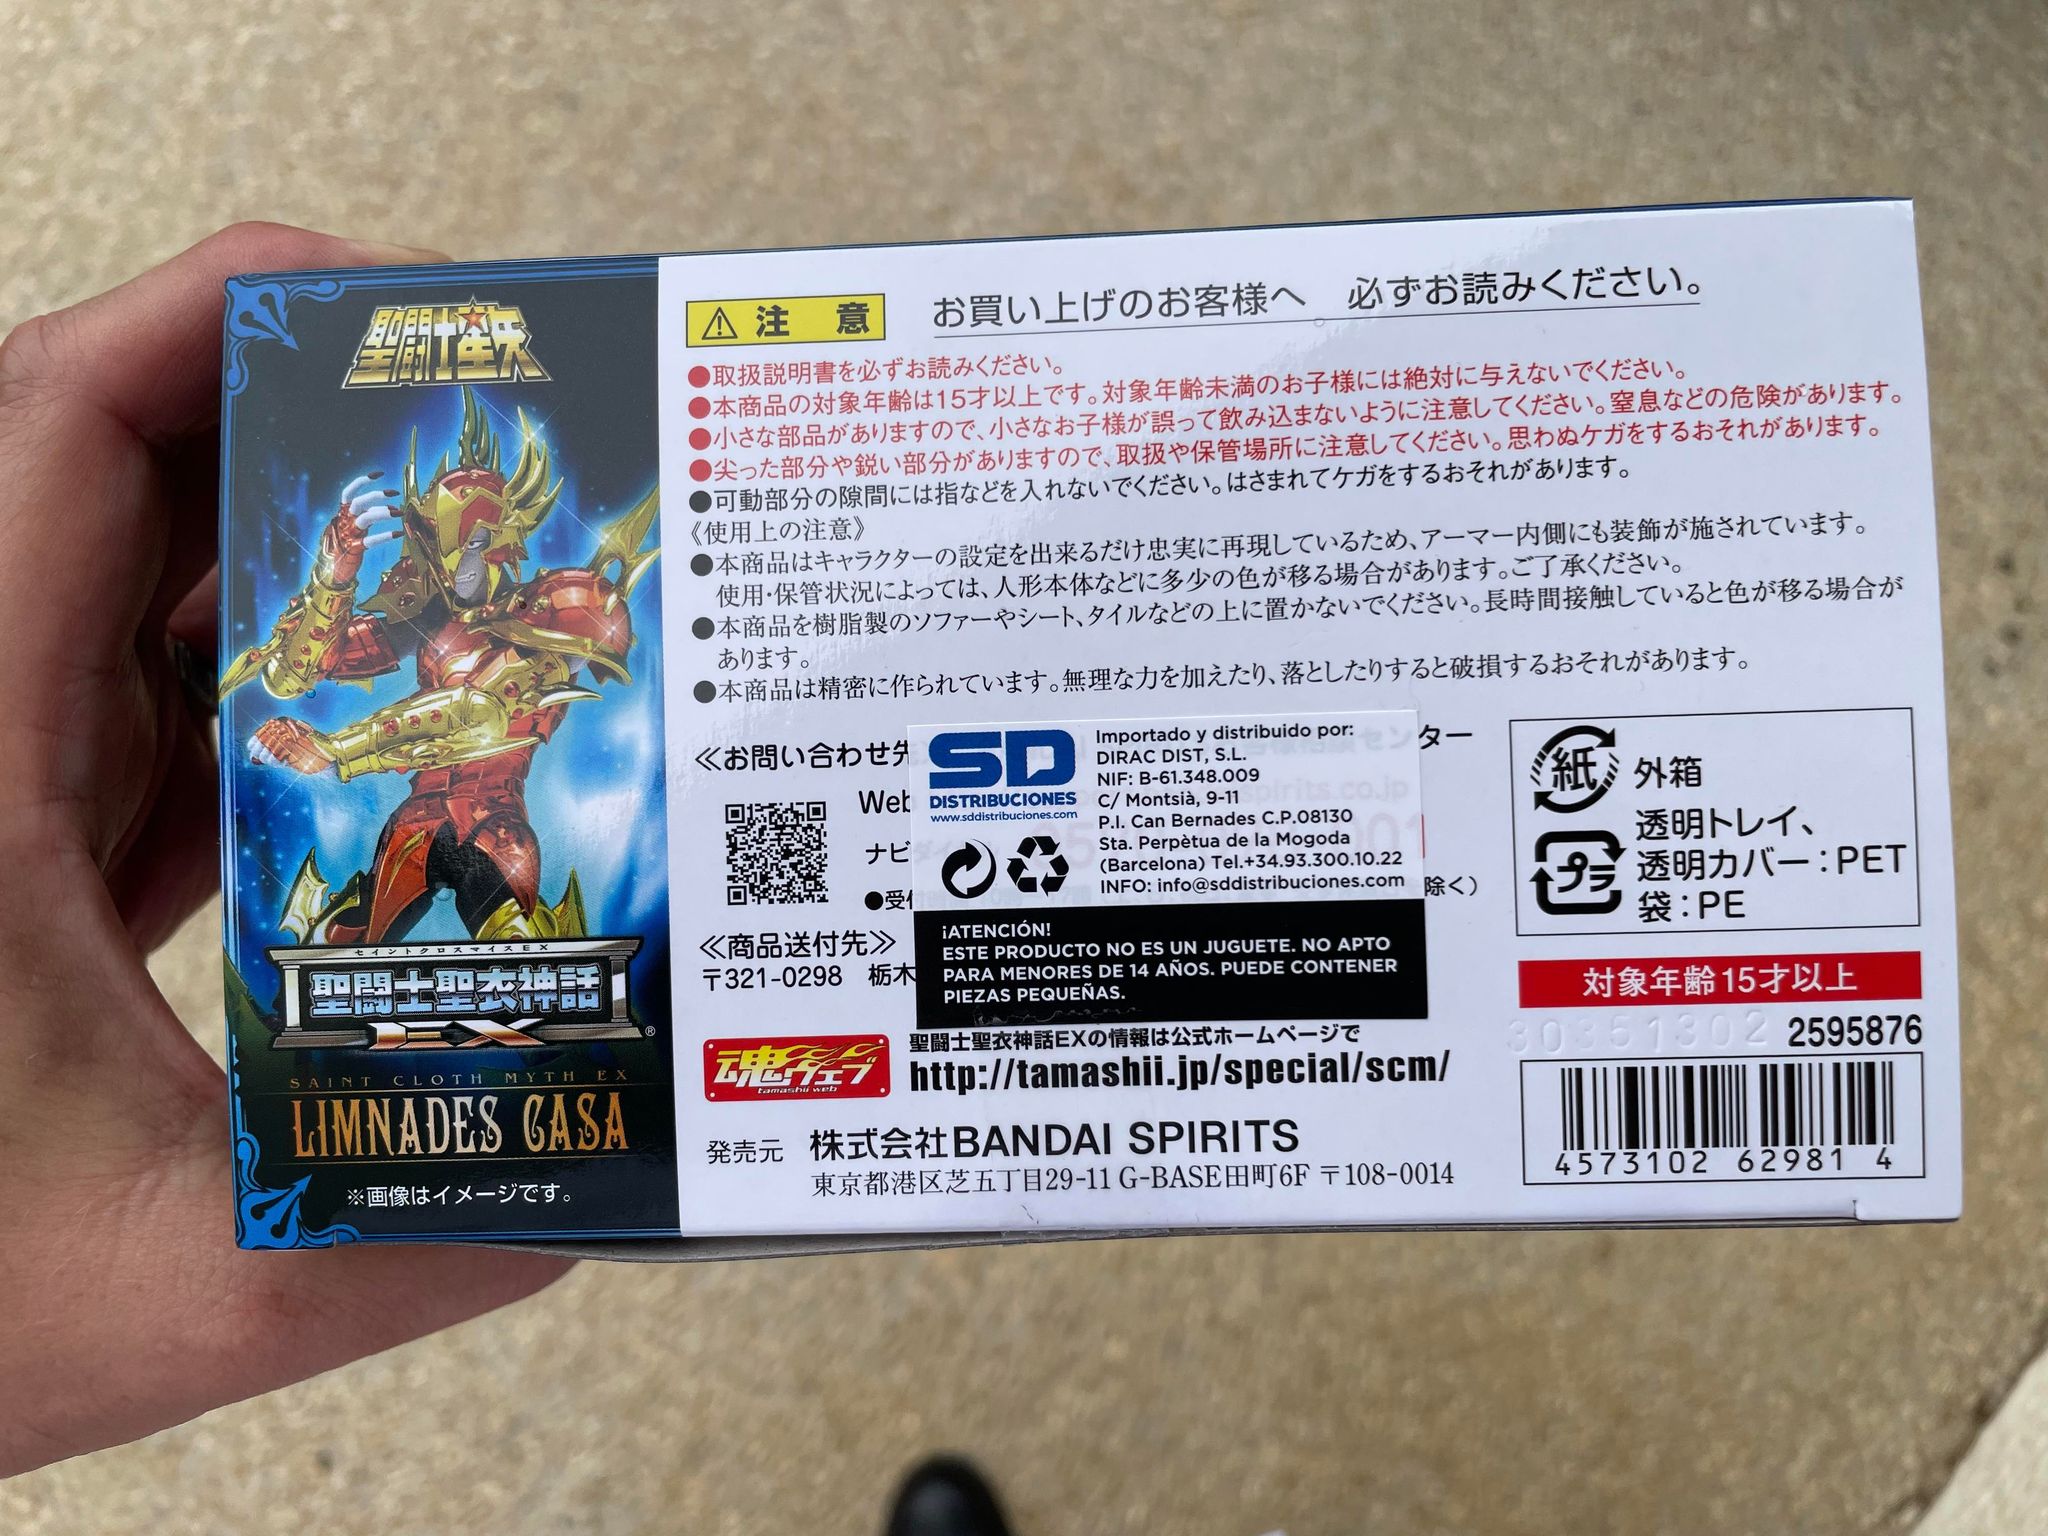 聖闘士星矢
セイントクロスマイスEX
聖闘士聖衣神話
EX
®
SAINT CLOTH MYTH EX
LIMNADES CASA
※画像はイメージです。
注 意
お買い上げのお客様へ 必ずお読みください。
●取扱説明書を必ずお読みください。
●本商品の対象年齢は15才以上です。対象年齢未満のお子様には絶対に与えないでください。
●小さな部品がありますので、小さなお子様が誤って飲み込まないように注意してください。窒息などの危険があります。
●尖った部分や鋭い部分がありますので、取扱や保管場所に注意してください。思わぬケガをするおそれがあります。
●可動部分の隙間には指などを入れないでください。はさまれてケガをするおそれがあります。
《使用上の注意》
●本商品はキャラクターの設定を出来るだけ忠実に再現しているため、アーマー内側にも装飾が施されています。
使用・保管状況によっては、人形本体などに多少の色が移る場合があります。ご了承ください。
●本商品を樹脂製のソファーやシート、タイルなどの上に置かないでください。長時間接触していると色が移る場合が
あります。
●本商品は精密に作られています。無理な力を加えたり、落としたりすると破損するおそれがあります。
≪お問い合わせ先
ター
Web
ナビ
●受付
除く）
≪商品送付先≫
〒321-0298 栃木
SD
DISTRIBUCIONES
www.sddistribuciones.com
Importado y distribuido por:
DIRAC DIST, S.L.
NIF: B-61.348.009
C/ Montsià, 9-11
P.I. Can Bernades C.P.08130
Sta. Perpètua de la Mogoda
(Barcelona) Tel.+34.93.300.10.22
INFO: info@sddistribuciones.com
¡ATENCIÓN!
ESTE PRODUCTO NO ES UN JUGUETE. NO APTO
PARA MENORES DE 14 AÑOS. PUEDE CONTENER
PIEZAS PEQUEÑAS.
紙 外箱
プラ
透明トレイ、
透明カバー：PET
袋：PE
対象年齢15才以上
30351302 2595876
4573102 62981 4
魂ウェブ
tamashii web
聖闘士聖衣神話EXの情報は公式ホームページで
http://tamashii.jp/special/scm/
発売元 株式会社BANDAI SPIRITS
東京都港区芝五丁目29-11 G-BASE田町6F 〒108-0014